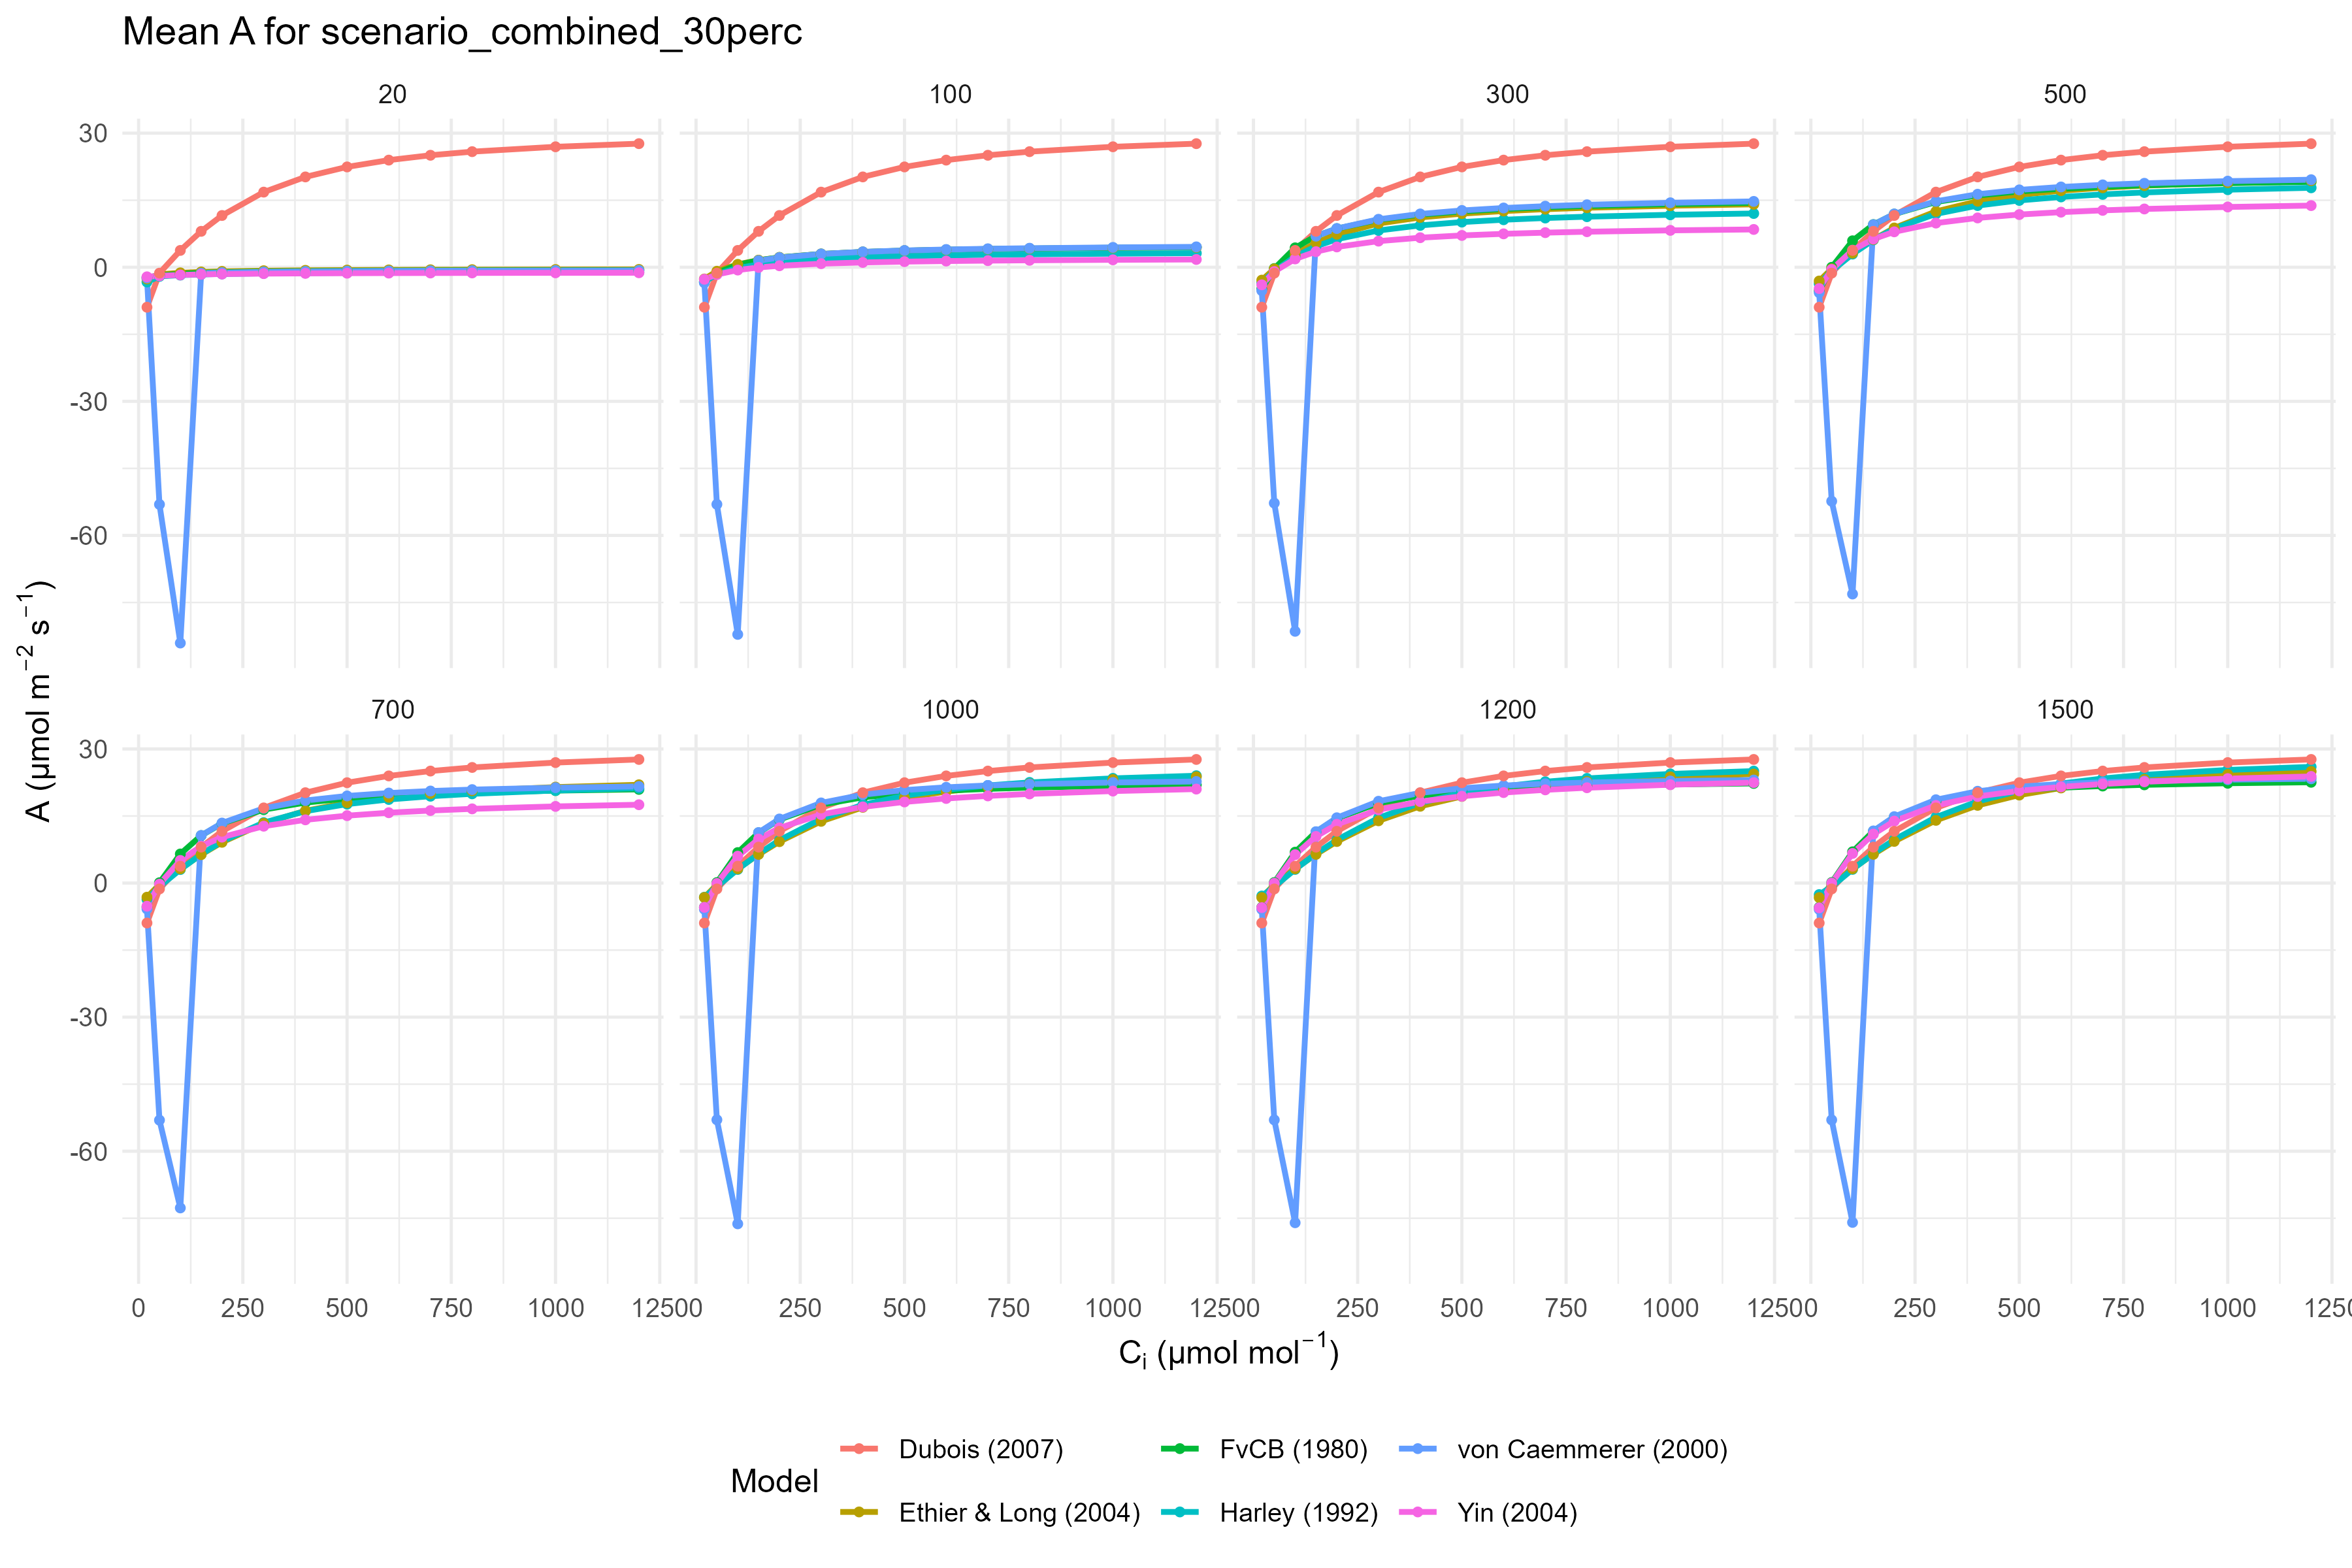 Mean A for scenario_combined_30perc
20 100 300 500
30
0
-30
-60
700 1000 1200 1500
30
0
-30
-60
A (μmol m⁻² s⁻¹)
0 250 500 750 1000 12500 250 500 750 1000 12500 250 500 750 1000 12500 250 500 750 1000 1250
Cᵢ (μmol mol⁻¹)
Model
Dubois (2007) FvCB (1980) von Caemmerer (2000)
Ethier & Long (2004) Harley (1992) Yin (2004)